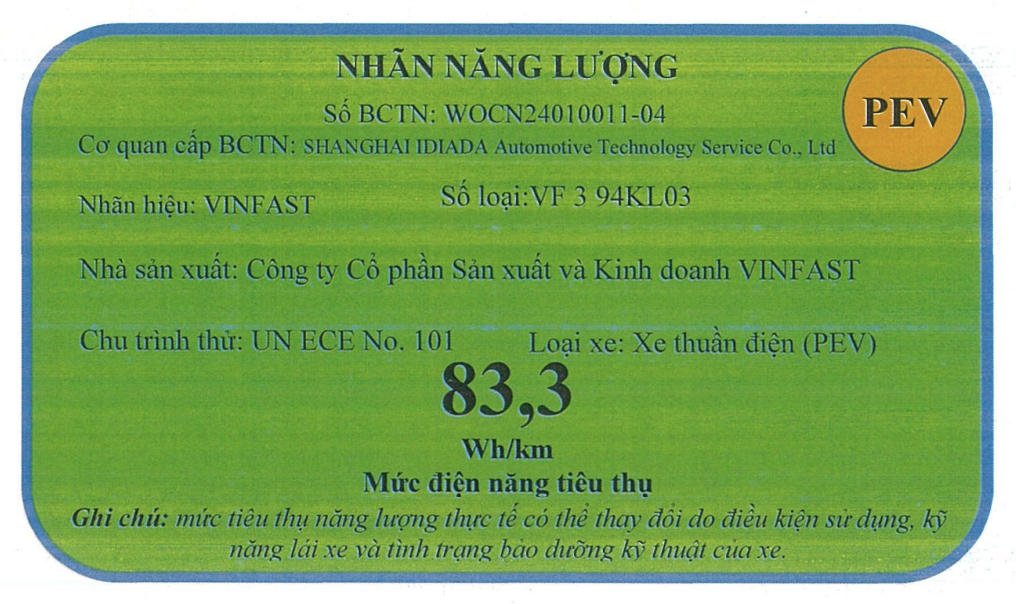 NHÃN NĂNG LƯỢNG
PEV
Số BCTN: WOCN24010011-04
Cơ quan cấp BCTN: SHANGHAI IDIADA Automotive Technology Service Co., Ltd
Nhãn hiệu: VINFAST Số loại:VF 3 94KL03
Nhà sản xuất: Công ty Cổ phần Sản xuất và Kinh doanh VINFAST
Chu trình thử: UN ECE No. 101 Loại xe: Xe thuần điện (PEV)
83,3
Wh/km
Mức điện năng tiêu thụ
Ghi chú: mức tiêu thụ năng lượng thực tế có thể thay đổi do điều kiện sử dụng, kỹ
năng lái xe và tình trạng bảo dưỡng kỹ thuật của xe.